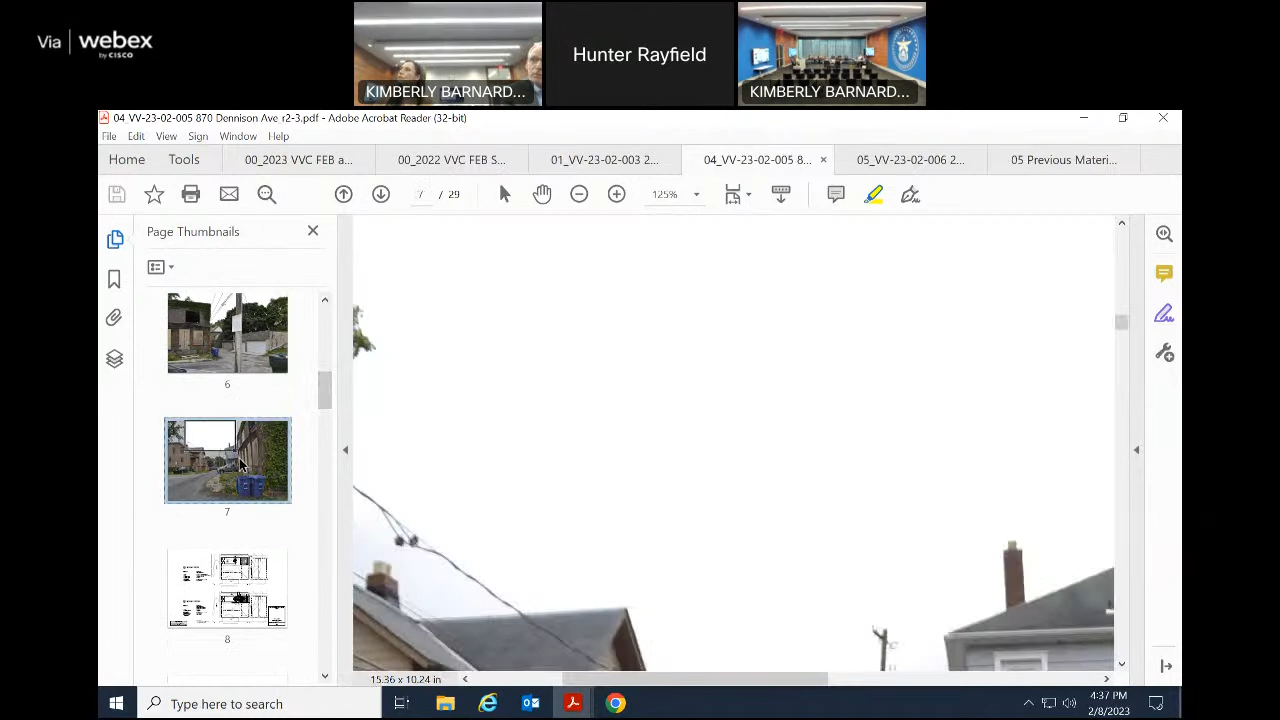 Via | webex
by CISCO
KIMBERLY BARNARD...
Hunter Rayfield
KIMBERLY BARNARD...
04_VV-23-02-005 870 Dennison Ave_r2-3.pdf - Adobe Acrobat Reader (32-bit)
File Edit View Sign Window Help
Home Tools 00_2023 VVC FEB a... 00_2022 VVC FEB S... 01_VV-23-02-003 2... 04_VV-23-02-005 8... × 05_VV-23-02-006 2... 05 Previous Materi...
7 / 29 125%
Page Thumbnails
6
7
8
15.36 x 10.24 in
Type here to search
4:37 PM
2/8/2023